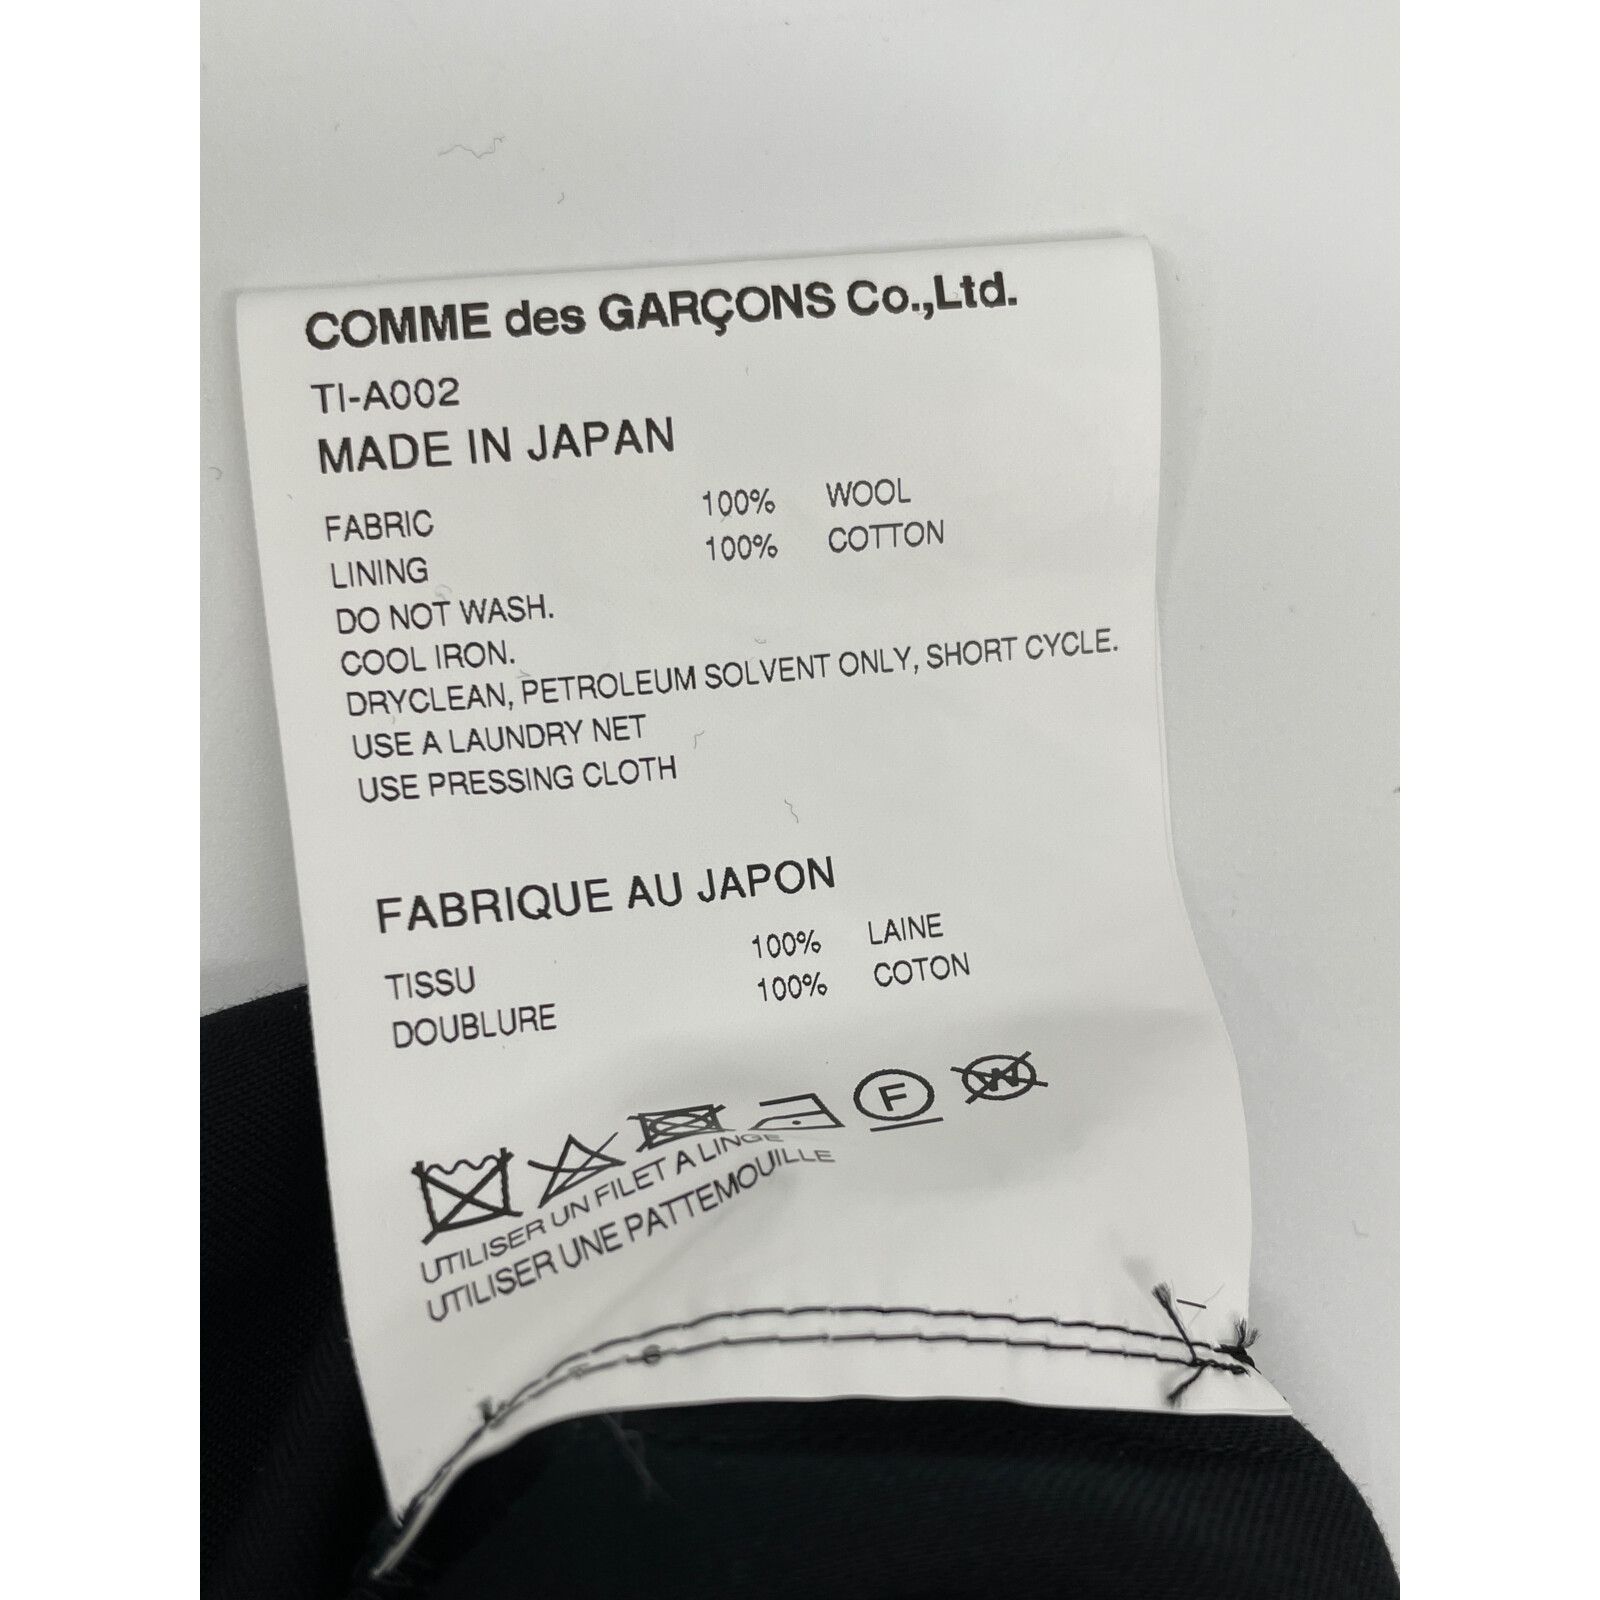 COMME des GARÇONS Co.,Ltd.
TI-A002
MADE IN JAPAN
FABRIC 100% WOOL
LINING 100% COTTON
DO NOT WASH.
COOL IRON.
DRYCLEAN, PETROLEUM SOLVENT ONLY, SHORT CYCLE.
USE A LAUNDRY NET
USE PRESSING CLOTH
FABRIQUE AU JAPON
TISSU 100% LAINE
DOUBLURE 100% COTON
F W
UTILISER UN FILET A LINGE
UTILISER UNE PATTEMOUILLE